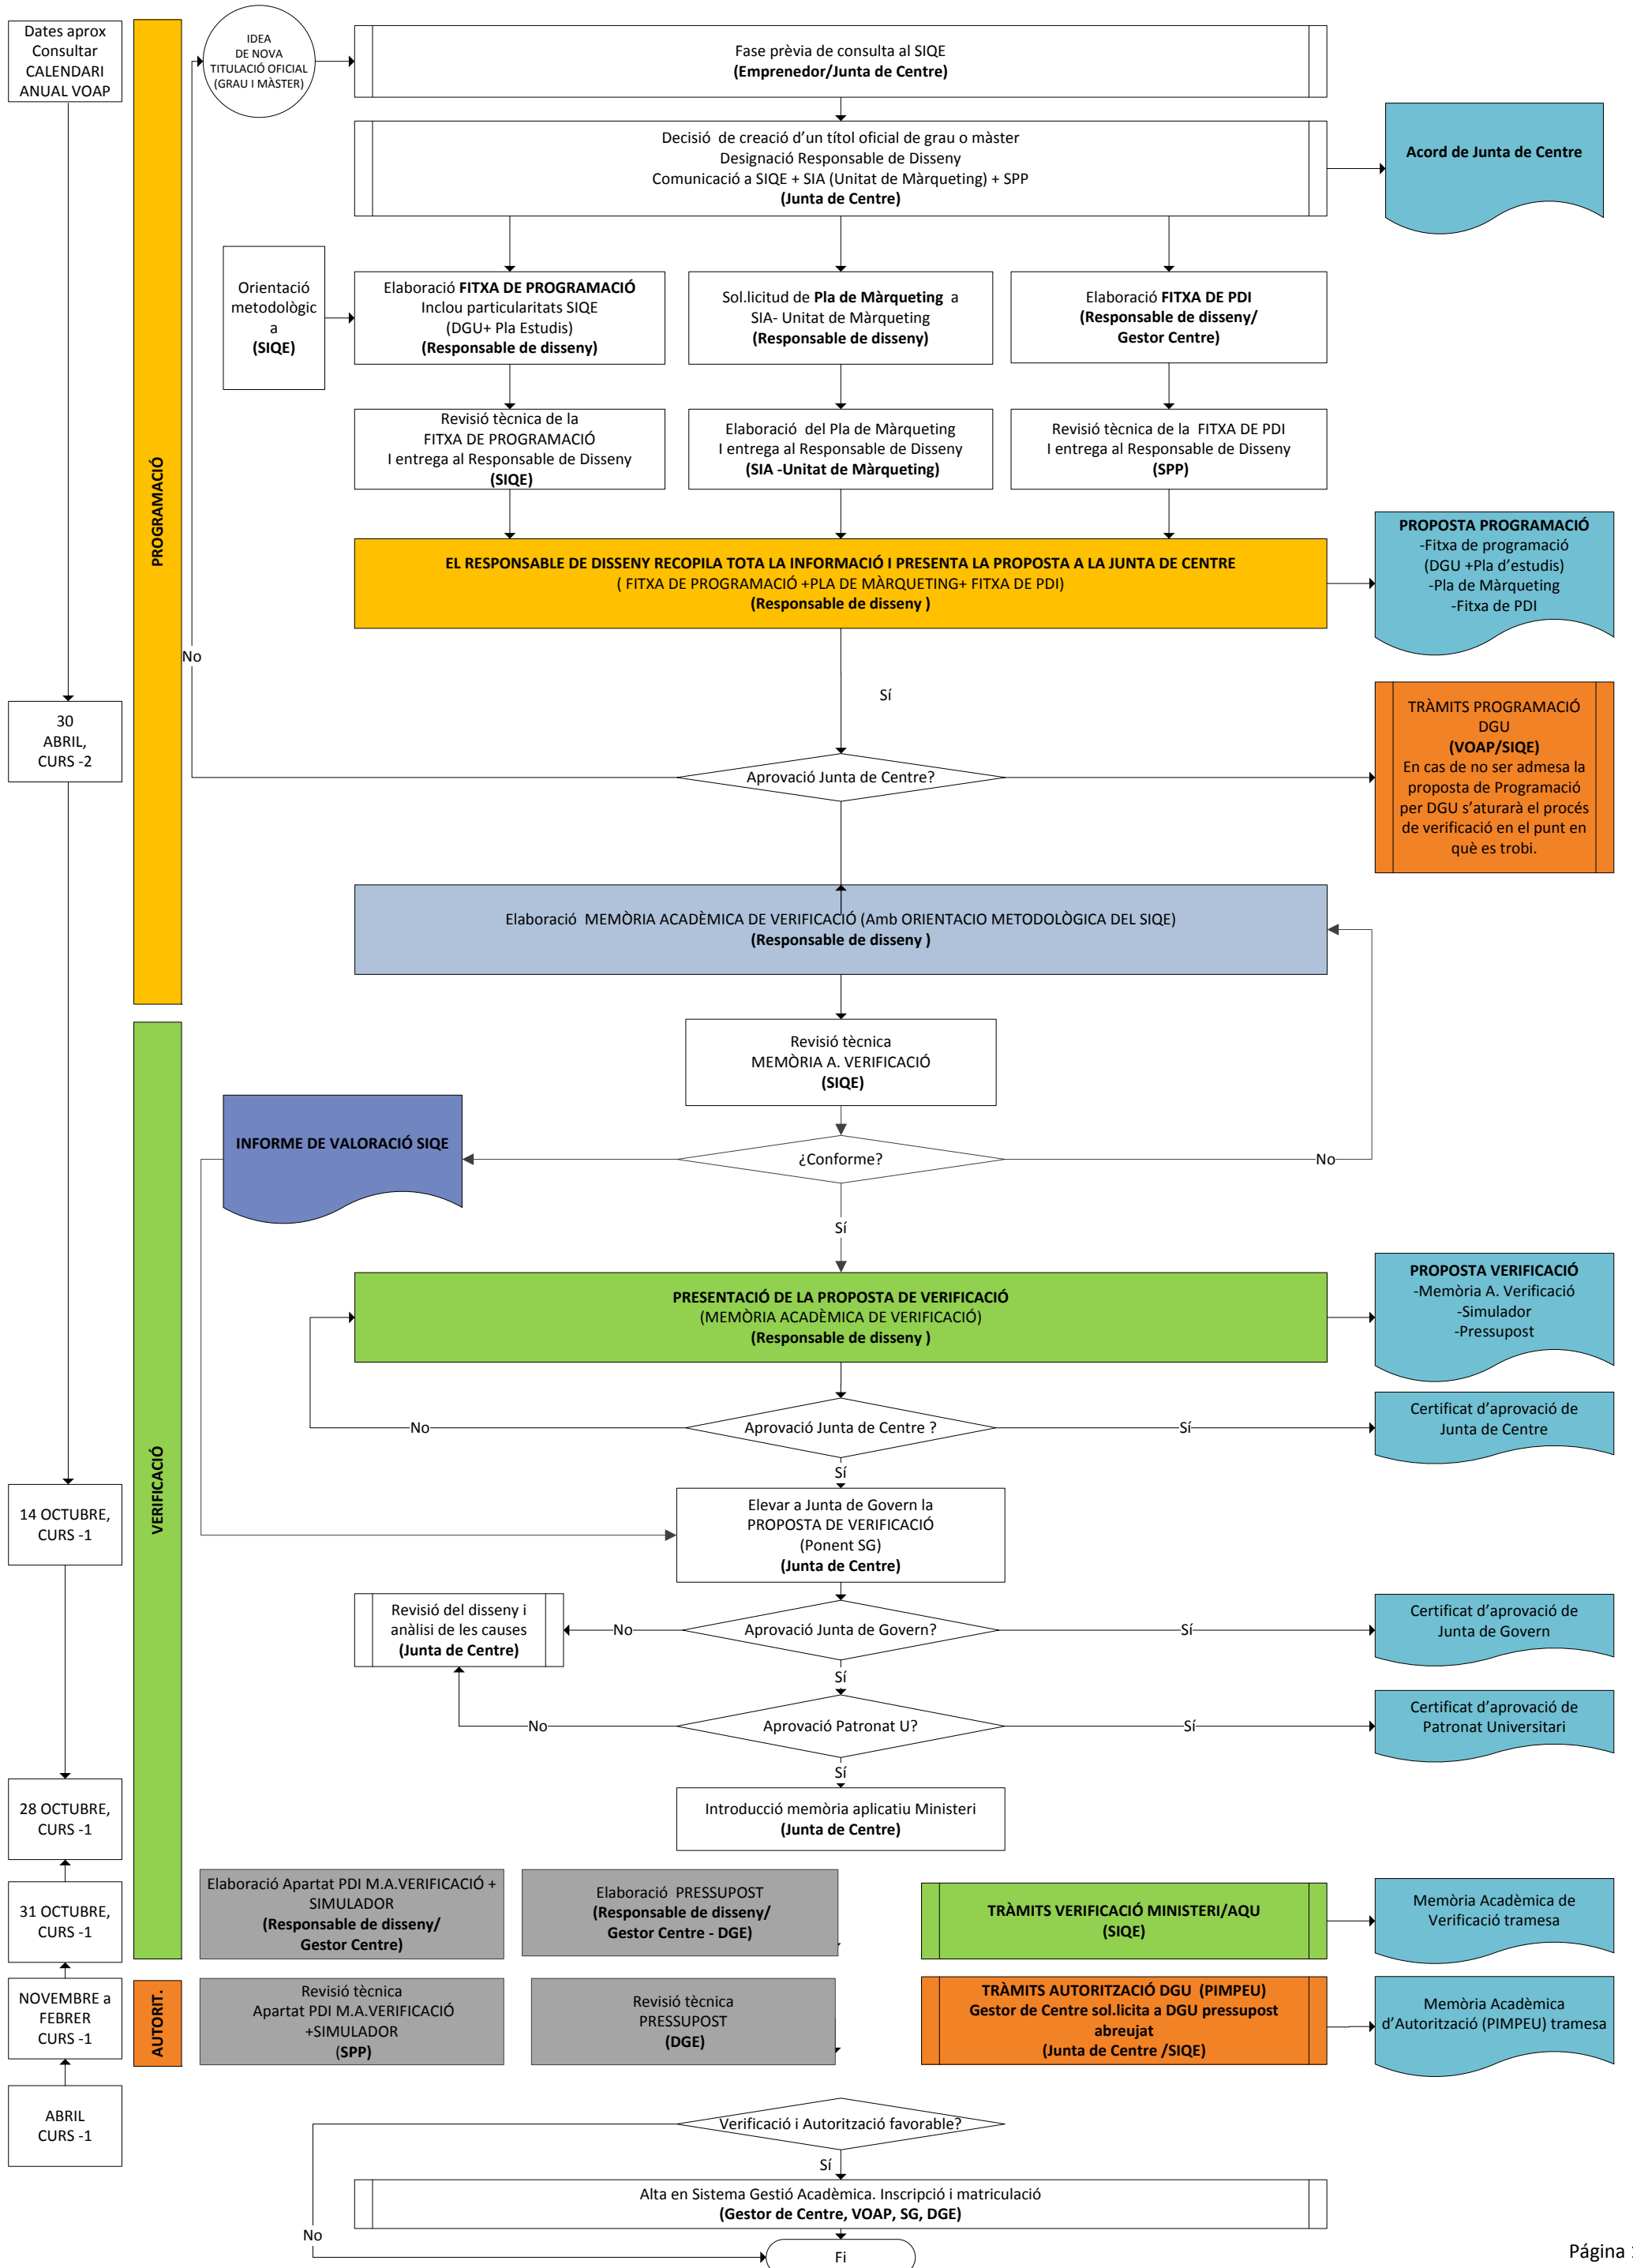 Dates aprox
Consultar
CALENDARI
ANUAL VOAP
IDEA
DE NOVA
TITULACIÓ OFICIAL
(GRAU I MÀSTER)
Fase prèvia de consulta al SIQE
(Emprenedor/Junta de Centre)
Decisió de creació d'un títol oficial de grau o màster
Designació Responsable de Disseny
Comunicació a SIQE + SIA (Unitat de Màrqueting) + SPP
(Junta de Centre)
Acord de Junta de Centre
Orientació
metodològic
a
(SIQE)
Elaboració FITXA DE PROGRAMACIÓ
Inclou particularitats SIQE
(DGU+ Pla Estudis)
(Responsable de disseny)
Sol.licitud de Pla de Màrqueting a
SIA- Unitat de Màrqueting
(Responsable de disseny)
Elaboració FITXA DE PDI
(Responsable de disseny/
Gestor Centre)
Revisió tècnica de la
FITXA DE PROGRAMACIÓ
I entrega al Responsable de Disseny
(SIQE)
Elaboració del Pla de Màrqueting
I entrega al Responsable de Disseny
(SIA -Unitat de Màrqueting)
Revisió tècnica de la FITXA DE PDI
I entrega al Responsable de Disseny
(SPP)
PROGRAMACIÓ
EL RESPONSABLE DE DISSENY RECOPILA TOTA LA INFORMACIÓ I PRESENTA LA PROPOSTA A LA JUNTA DE CENTRE
( FITXA DE PROGRAMACIÓ +PLA DE MÀRQUETING+ FITXA DE PDI)
(Responsable de disseny )
PROPOSTA PROGRAMACIÓ
-Fitxa de programació
(DGU +Pla d'estudis)
-Pla de Màrqueting
-Fitxa de PDI
No
Sí
30
ABRIL,
CURS -2
Aprovació Junta de Centre?
TRÀMITS PROGRAMACIÓ
DGU
(VOAP/SIQE)
En cas de no ser admesa la
proposta de Programació
per DGU s'aturarà el procés
de verificació en el punt en
què es trobi.
Elaboració MEMÒRIA ACADÈMICA DE VERIFICACIÓ (Amb ORIENTACIO METODOLÒGICA DEL SIQE)
(Responsable de disseny )
Revisió tècnica
MEMÒRIA A. VERIFICACIÓ
(SIQE)
INFORME DE VALORACIÓ SIQE
¿Conforme?
No
Sí
PRESENTACIÓ DE LA PROPOSTA DE VERIFICACIÓ
(MEMÒRIA ACADÈMICA DE VERIFICACIÓ)
(Responsable de disseny )
PROPOSTA VERIFICACIÓ
-Memòria A. Verificació
-Simulador
-Pressupost
No
Aprovació Junta de Centre ?
Sí
Certificat d'aprovació de
Junta de Centre
Sí
VERIFICACIÓ
14 OCTUBRE,
CURS -1
Elevar a Junta de Govern la
PROPOSTA DE VERIFICACIÓ
(Ponent SG)
(Junta de Centre)
Revisió del disseny i
anàlisi de les causes
(Junta de Centre)
No
Aprovació Junta de Govern?
Sí
Certificat d'aprovació de
Junta de Govern
Sí
No
Aprovació Patronat U?
Sí
Certificat d'aprovació de
Patronat Universitari
Sí
28 OCTUBRE,
CURS -1
Introducció memòria aplicatiu Ministeri
(Junta de Centre)
31 OCTUBRE,
CURS -1
Elaboració Apartat PDI M.A.VERIFICACIÓ +
SIMULADOR
(Responsable de disseny/
Gestor Centre)
Elaboració PRESSUPOST
(Responsable de disseny/
Gestor Centre - DGE)
TRÀMITS VERIFICACIÓ MINISTERI/AQU
(SIQE)
Memòria Acadèmica de
Verificació tramesa
NOVEMBRE a
FEBRER
CURS -1
AUTORIT.
Revisió tècnica
Apartat PDI M.A.VERIFICACIÓ
+SIMULADOR
(SPP)
Revisió tècnica
PRESSUPOST
(DGE)
TRÀMITS AUTORITZACIÓ DGU (PIMPEU)
Gestor de Centre sol.licita a DGU pressupost
abreujat
(Junta de Centre /SIQE)
Memòria Acadèmica
d'Autorització (PIMPEU) tramesa
ABRIL
CURS -1
Verificació i Autorització favorable?
Sí
Alta en Sistema Gestió Acadèmica. Inscripció i matriculació
(Gestor de Centre, VOAP, SG, DGE)
No
Fi
Página